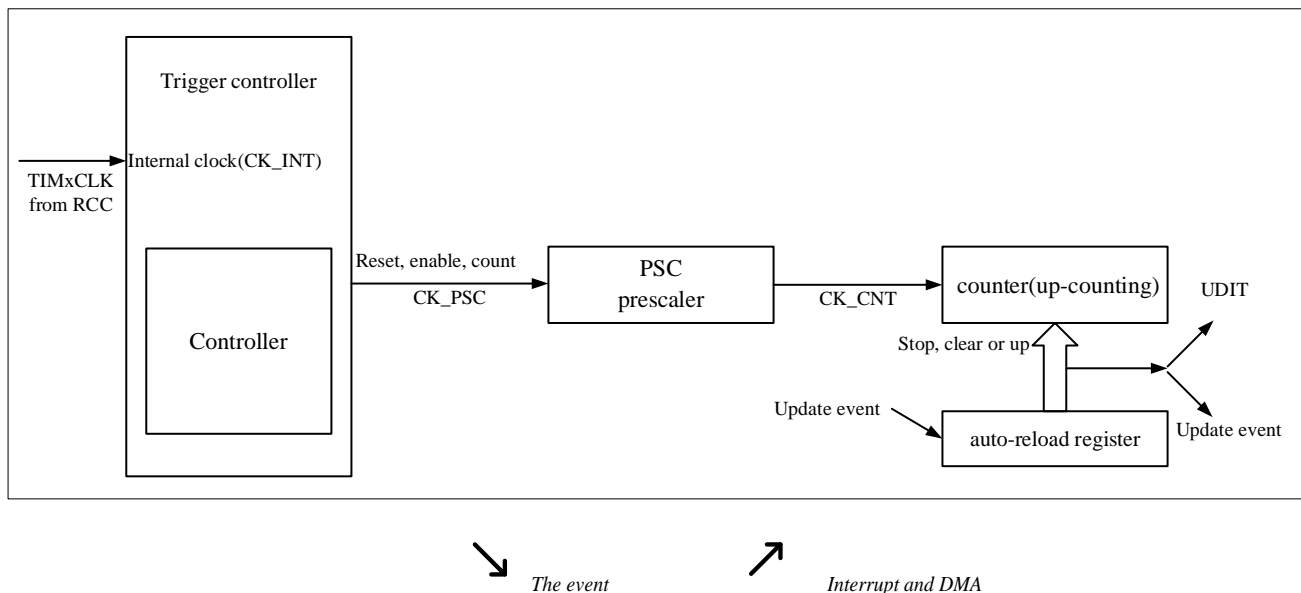 Trigger controller
Internal clock(CK_INT)
TIMxCLK
from RCC
Controller
Reset, enable, count
CK_PSC
PSC
prescaler
CK_CNT
counter(up-counting)
UDIT
Stop, clear or up
Update event
auto-reload register
Update event
The event
Interrupt and DMA